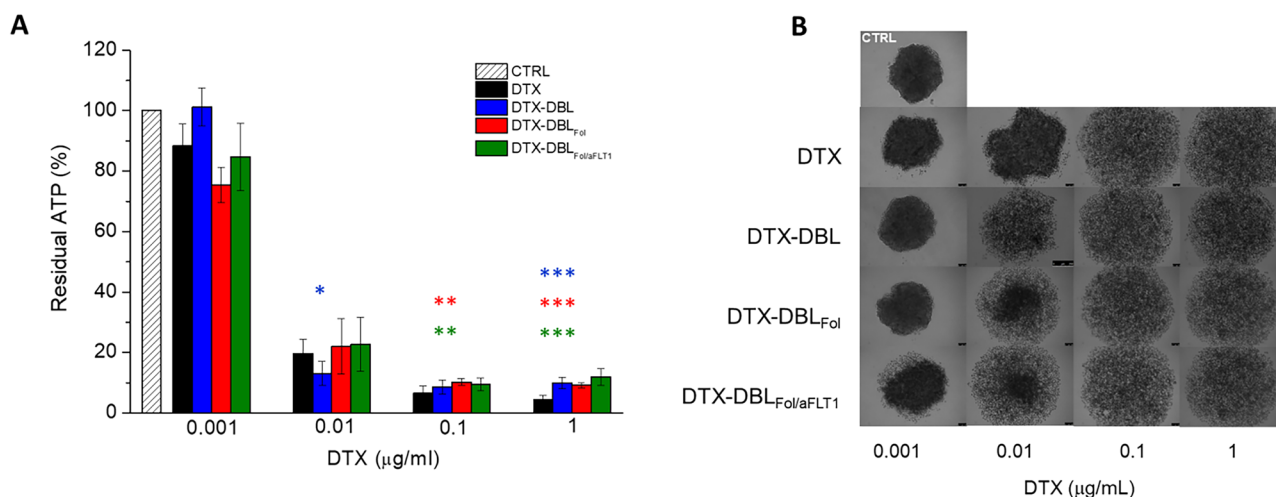 A
120
100
80
60
40
20
0
Residual ATP (%)
CTRL
DTX
DTX-DBL
DTX-DBLFol
DTX-DBLFol/aFLT1
*
**
**
***
***
***
0.001 0.01 0.1 1
DTX (μg/ml)
B
CTRL
DTX
DTX-DBL
DTX-DBLFol
DTX-DBLFol/aFLT1
0.001 0.01 0.1 1
DTX (μg/mL)